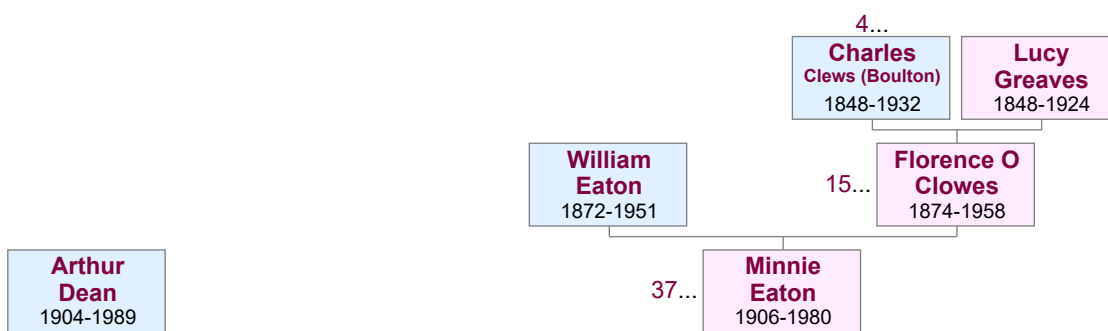 4...
Charles
Clews (Boulton)
1848-1932
Lucy
Greaves
1848-1924
William
Eaton
1872-1951
15...
Florence O
Clowes
1874-1958
Arthur
Dean
1904-1989
37...
Minnie
Eaton
1906-1980